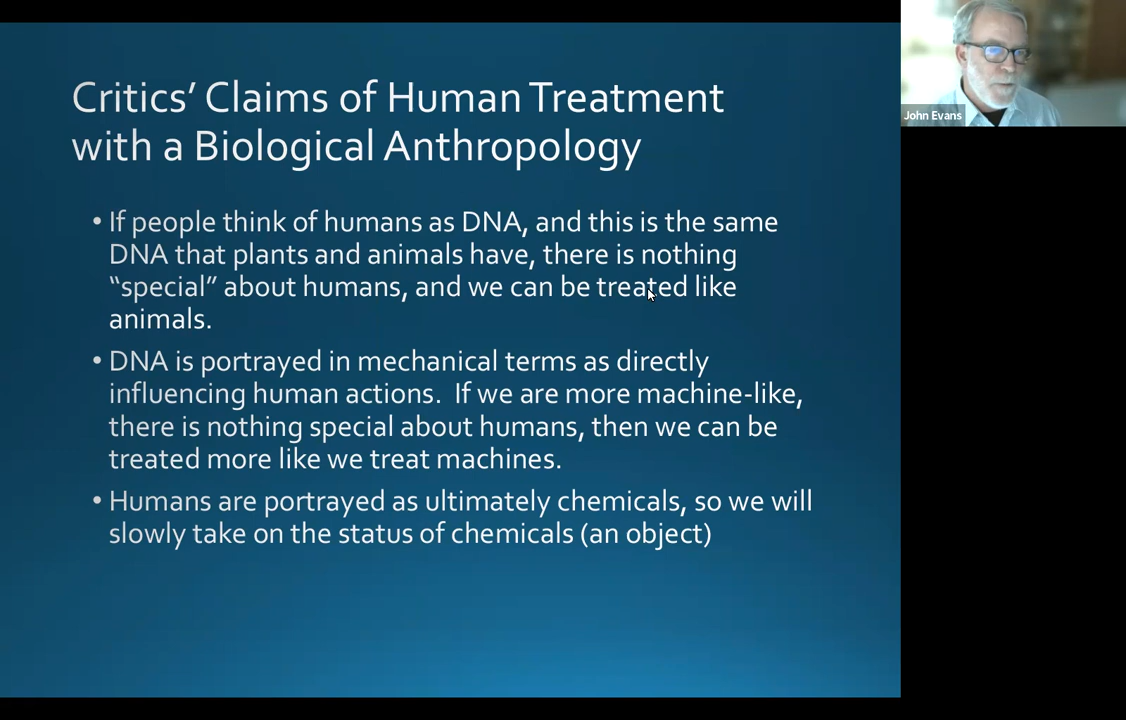 Critics’ Claims of Human Treatment
with a Biological Anthropology
• If people think of humans as DNA, and this is the same
DNA that plants and animals have, there is nothing
“special” about humans, and we can be treated like
animals.
• DNA is portrayed in mechanical terms as directly
influencing human actions.  If we are more machine-like,
there is nothing special about humans, then we can be
treated more like we treat machines.
• Humans are portrayed as ultimately chemicals, so we will
slowly take on the status of chemicals (an object)
John Evans